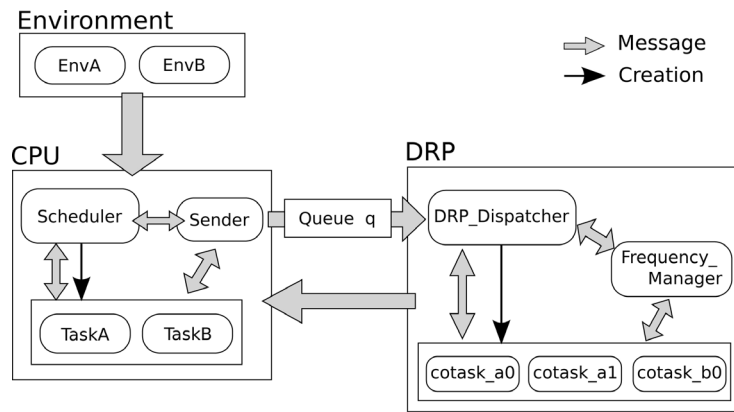 Environment
EnvA
EnvB
Message
Creation
CPU
Scheduler
Sender
TaskA
TaskB
Queue q
DRP
DRP_Dispatcher
Frequency_
Manager
cotask_a0
cotask_a1
cotask_b0